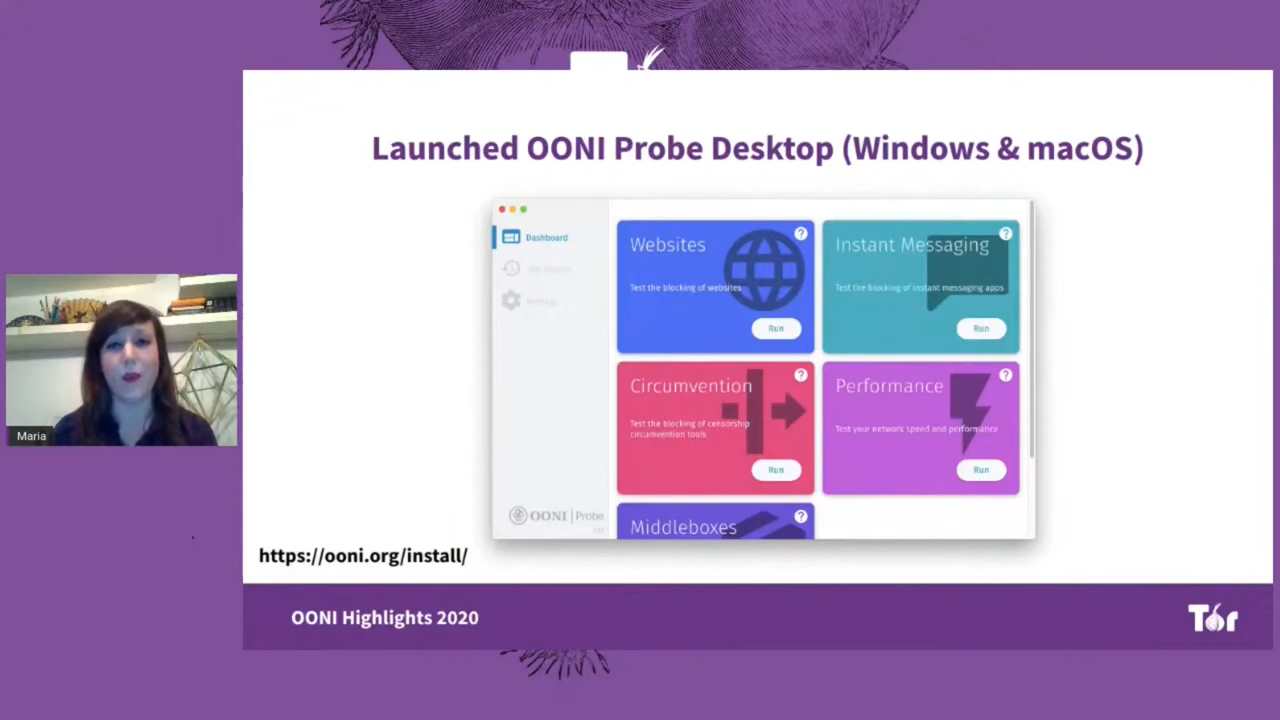 Launched OONI Probe Desktop (Windows & macOS)
Dashboard
Websites
?
Test the blocking of websites
Run
Instant Messaging
?
Test the blocking of instant messaging apps
Run
Circumvention
?
Test the blocking of censorship
circumvention tools
Run
Performance
?
Test your network speed and performance
Run
Middleboxes
?
OONI | Probe
Maria
https://ooni.org/install/
OONI Highlights 2020
Tor